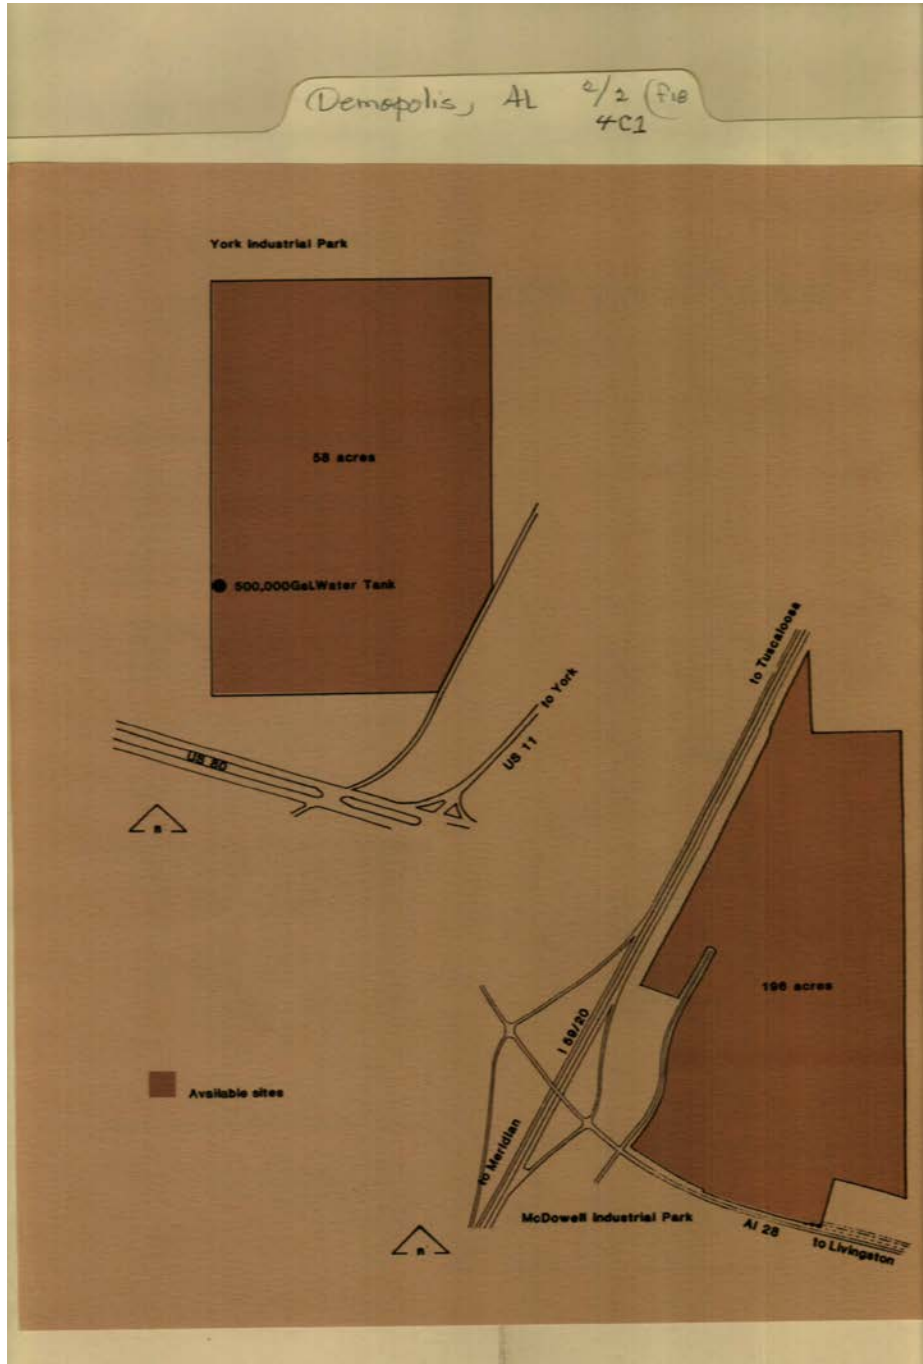 Demopolis, AL 2/2 (F18
4C1
York Industrial Park
58 acres
500,000Gal.Water Tank
to Tuscaloosa
to York
US 11
US 80
n
196 acres
I 59/20
Available sites
to Meridian
McDowell Industrial Park
Al 28
to Livingston
n